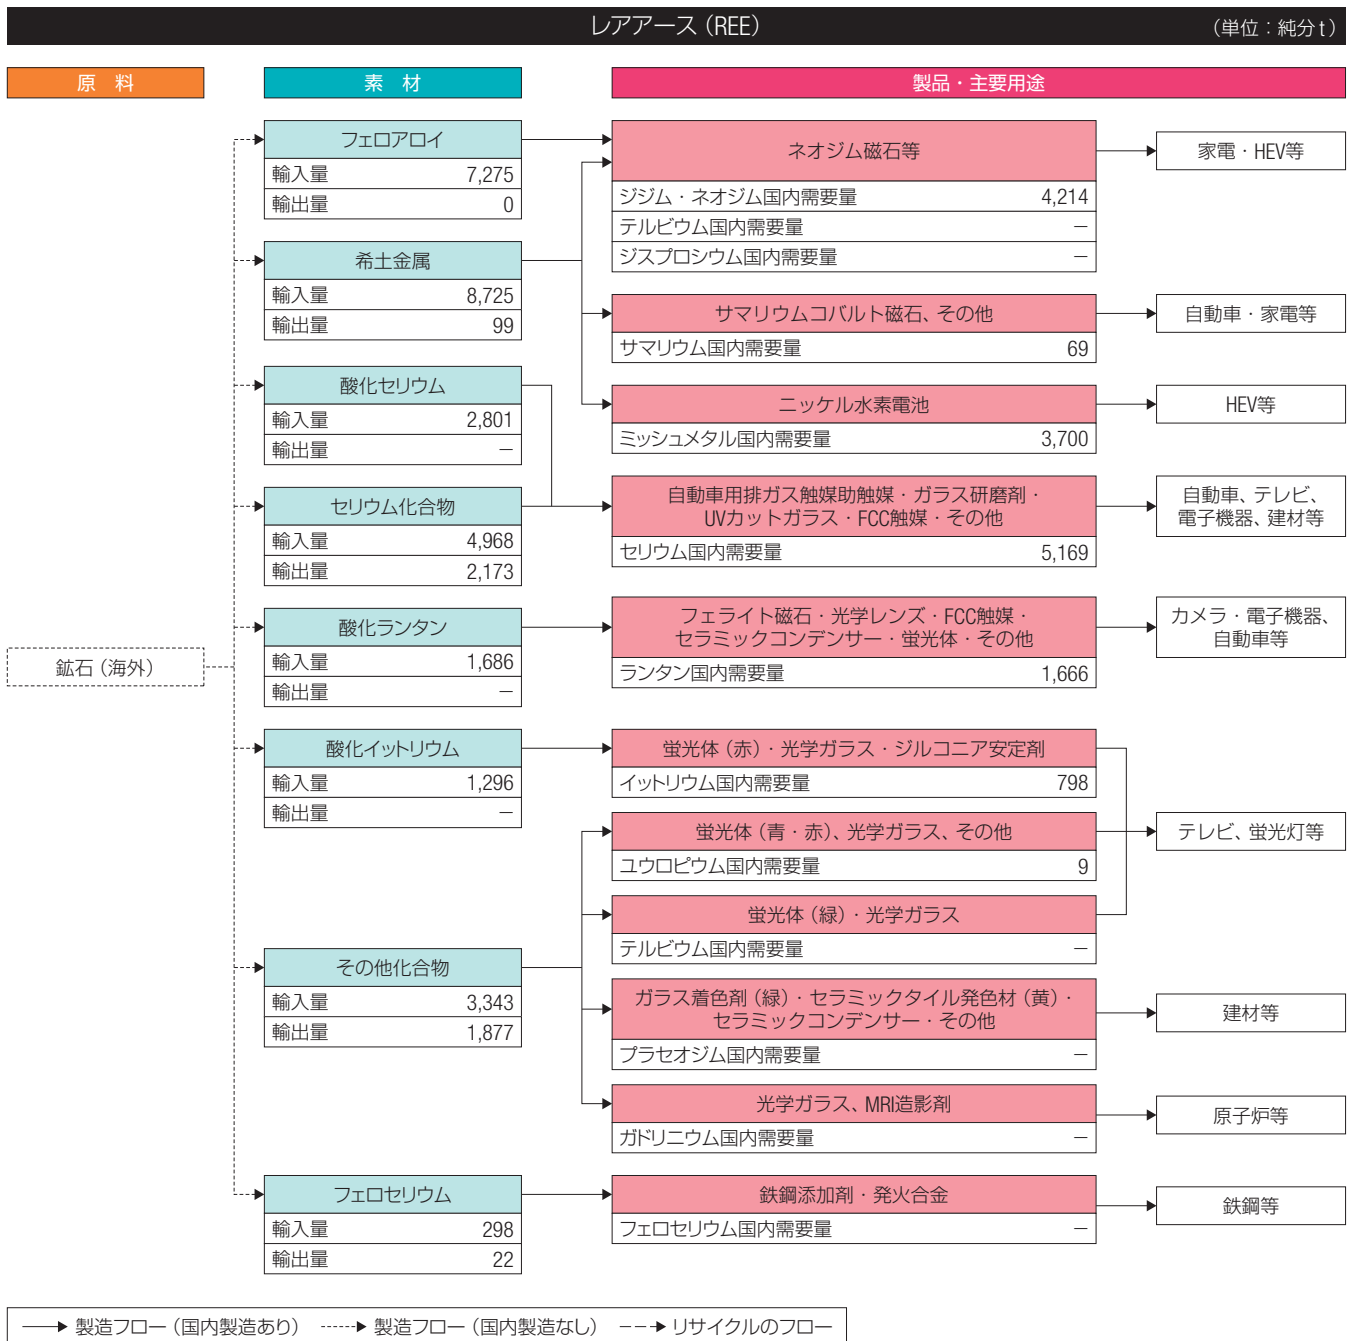 レアアース（REE）
（単位：純分t）
原　料
素　材
製品・主要用途
鉱石（海外）
フェロアロイ
輸入量 7,275
輸出量 0
希土金属
輸入量 8,725
輸出量 99
酸化セリウム
輸入量 2,801
輸出量 －
セリウム化合物
輸入量 4,968
輸出量 2,173
酸化ランタン
輸入量 1,686
輸出量 －
酸化イットリウム
輸入量 1,296
輸出量 －
その他化合物
輸入量 3,343
輸出量 1,877
フェロセリウム
輸入量 298
輸出量 22
ネオジム磁石等
ジジム・ネオジム国内需要量 4,214
テルビウム国内需要量 －
ジスプロシウム国内需要量 －
家電・HEV等
サマリウムコバルト磁石、その他
サマリウム国内需要量 69
自動車・家電等
ニッケル水素電池
ミッシュメタル国内需要量 3,700
HEV等
自動車用排ガス触媒助触媒・ガラス研磨剤・
UVカットガラス・FCC触媒・その他
セリウム国内需要量 5,169
自動車、テレビ、
電子機器、建材等
フェライト磁石・光学レンズ・FCC触媒・
セラミックコンデンサー・蛍光体・その他
ランタン国内需要量 1,666
カメラ・電子機器、
自動車等
蛍光体（赤）・光学ガラス・ジルコニア安定剤
イットリウム国内需要量 798
蛍光体（青・赤）、光学ガラス、その他
ユウロピウム国内需要量 9
テレビ、蛍光灯等
蛍光体（緑）・光学ガラス
テルビウム国内需要量 －
ガラス着色剤（緑）・セラミックタイル発色材（黄）・
セラミックコンデンサー・その他
プラセオジム国内需要量 －
建材等
光学ガラス、MRI造影剤
ガドリニウム国内需要量 －
原子炉等
鉄鋼添加剤・発火合金
フェロセリウム国内需要量 －
鉄鋼等
製造フロー（国内製造あり） 製造フロー（国内製造なし） リサイクルのフロー